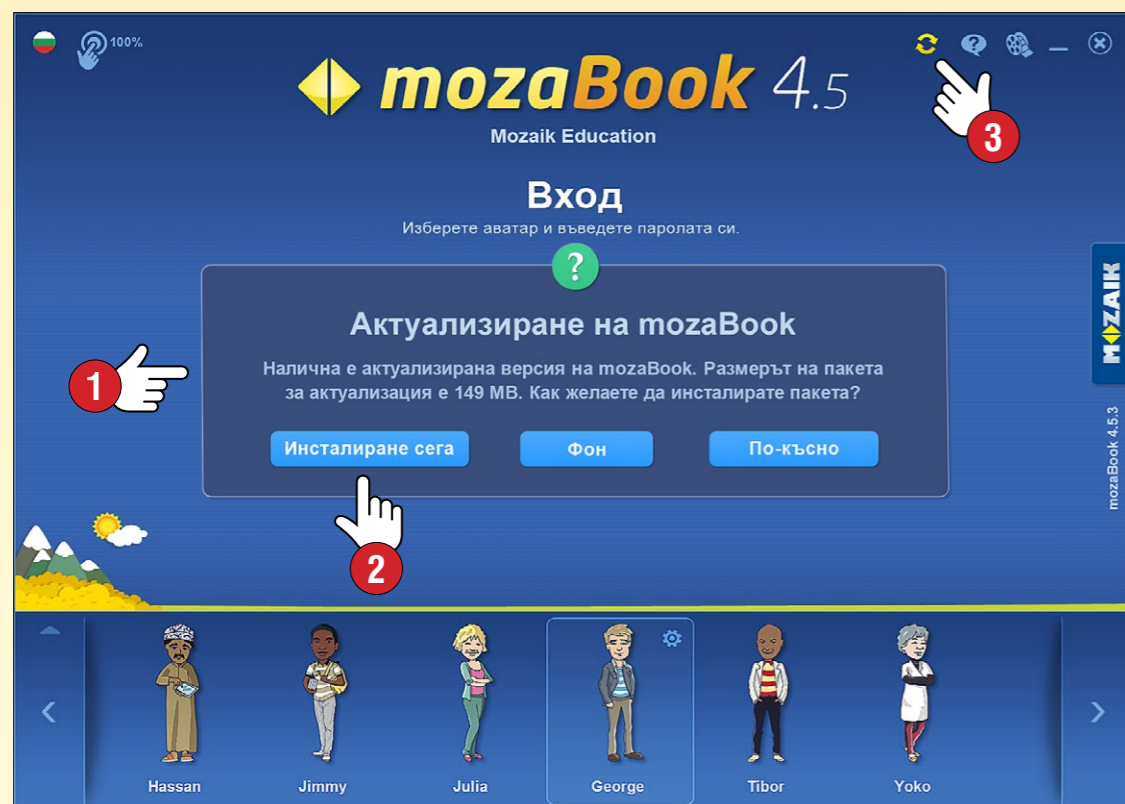 100%
mozaBook 4.5
Mozaik Education
3
Вход
Изберете аватар и въведете паролата си.
?
Актуализиране на mozaBook
1
Налична е актуализирана версия на mozaBook. Размерът на пакета
за актуализация е 149 MB. Как желаете да инсталирате пакета?
Инсталиране сега
Фон
По-късно
2
MOZAIK
mozaBook 4.5.3
Hassan
Jimmy
Julia
George
Tibor
Yoko